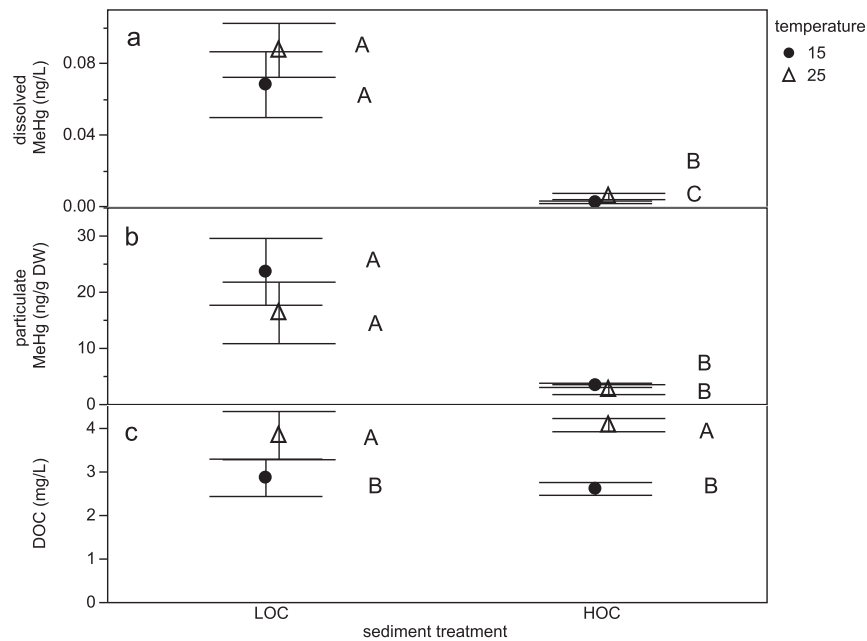 temperature
15
25
a
dissolved
MeHg (ng/L)
0.08
0.04
0.00
A
A
B
C
b
particulate
MeHg (ng/g DW)
30
20
10
0
A
A
B
B
c
DOC (mg/L)
4
3
2
1
0
A
B
A
B
LOC
HOC
sediment treatment